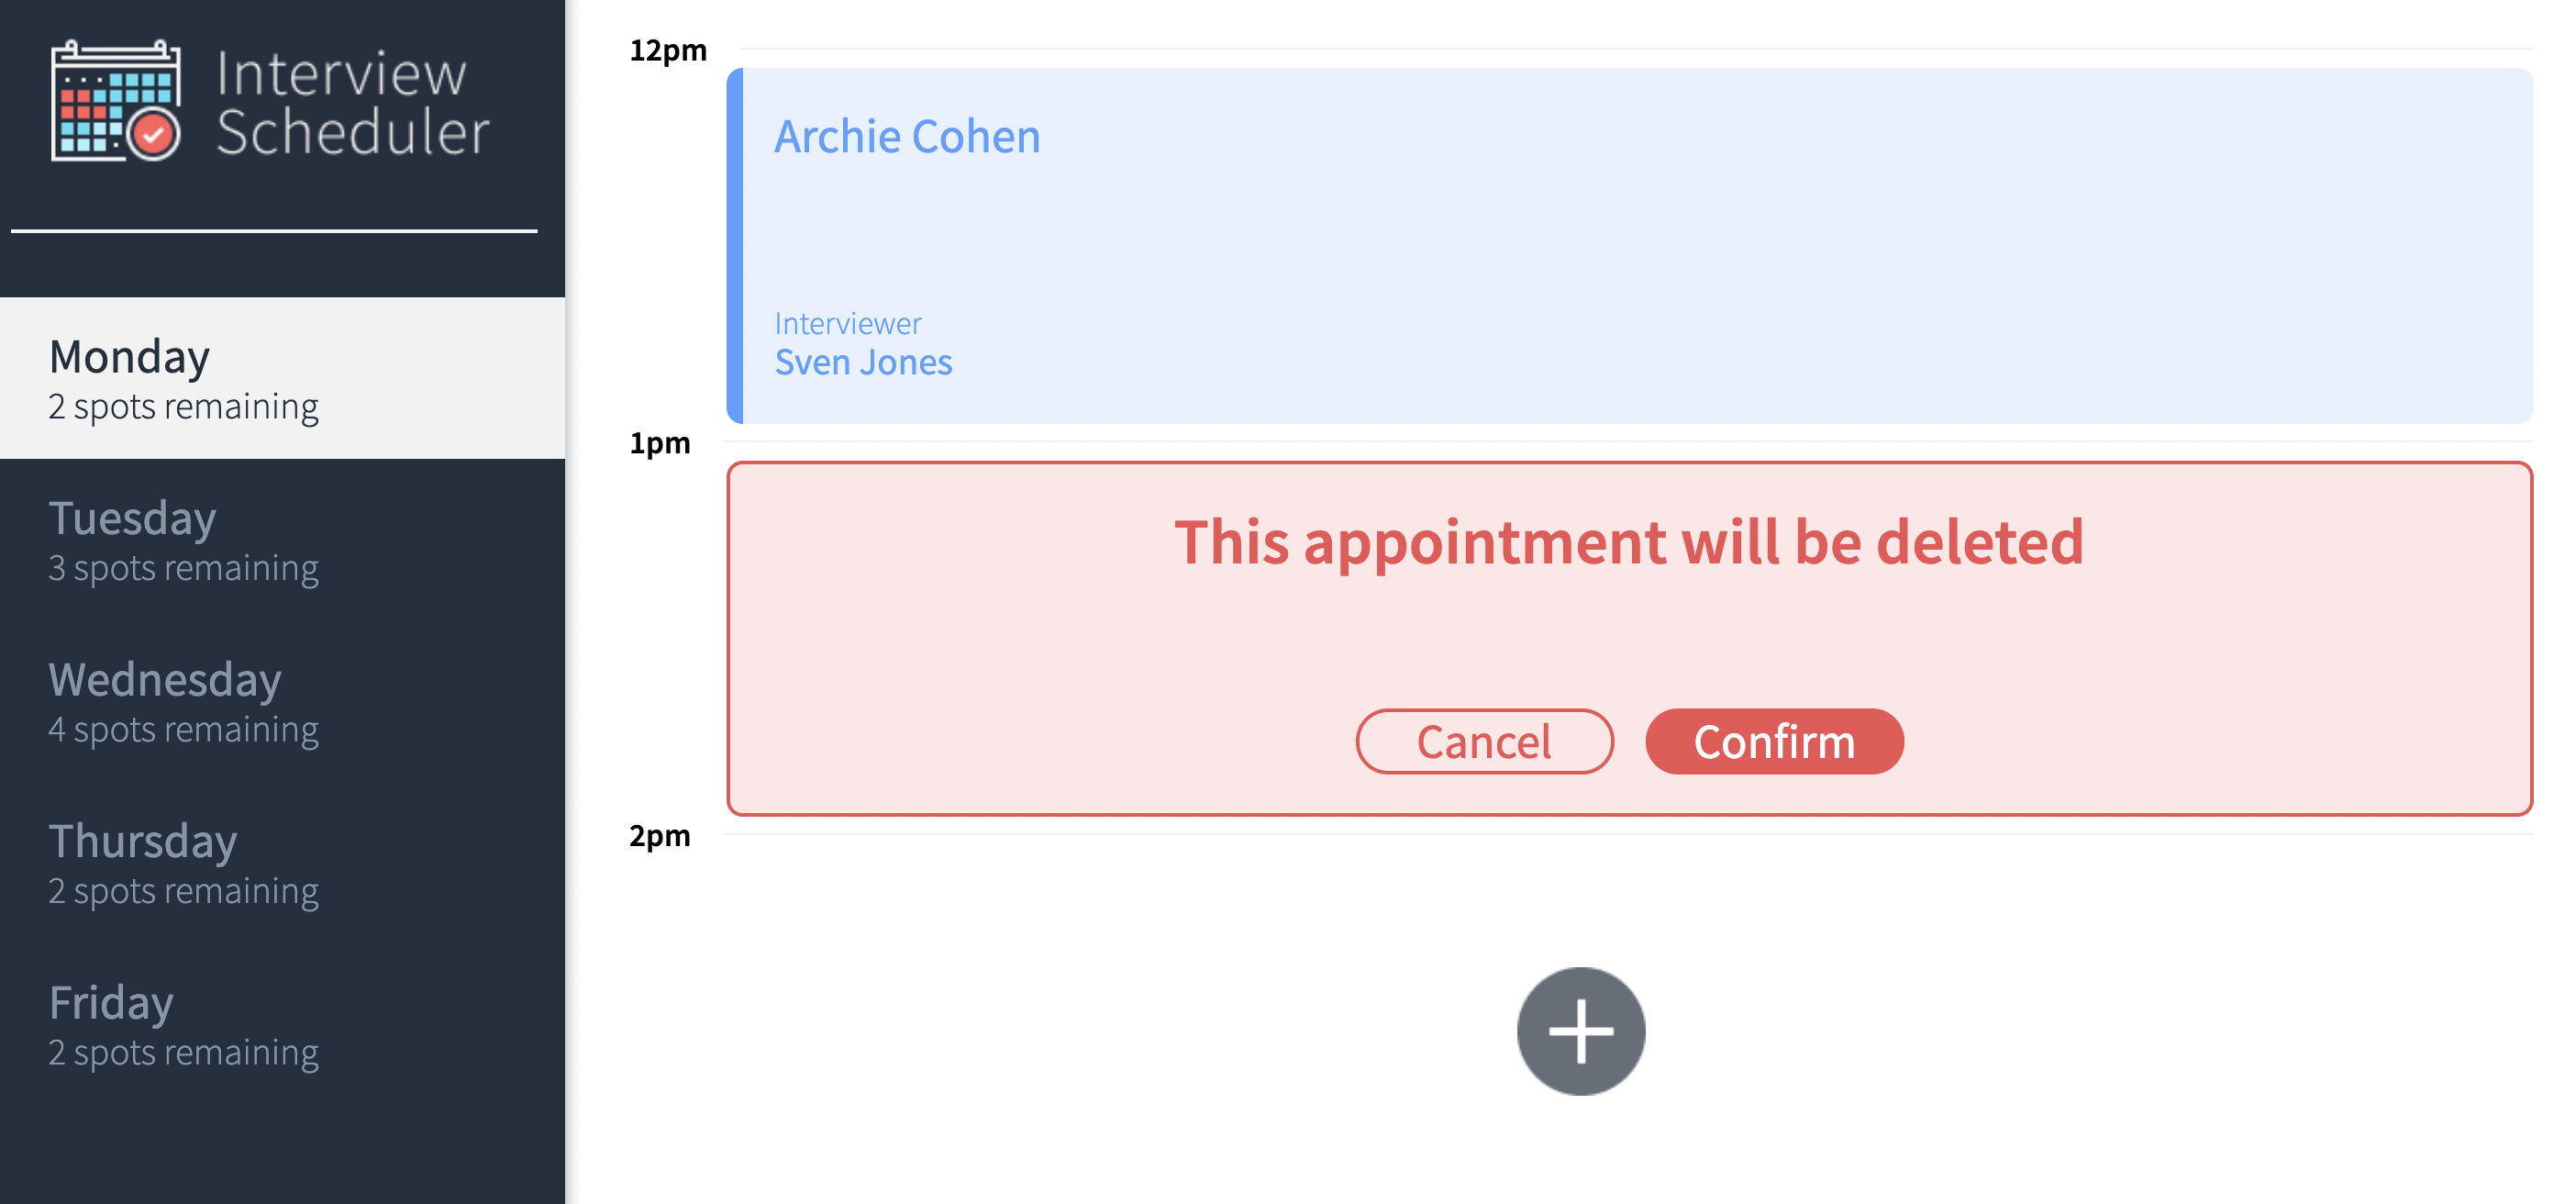 Interview
Scheduler
Monday
2 spots remaining
Tuesday
3 spots remaining
Wednesday
4 spots remaining
Thursday
2 spots remaining
Friday
2 spots remaining
12pm
Archie Cohen
Interviewer
Sven Jones
1pm
This appointment will be deleted
Cancel
Confirm
2pm